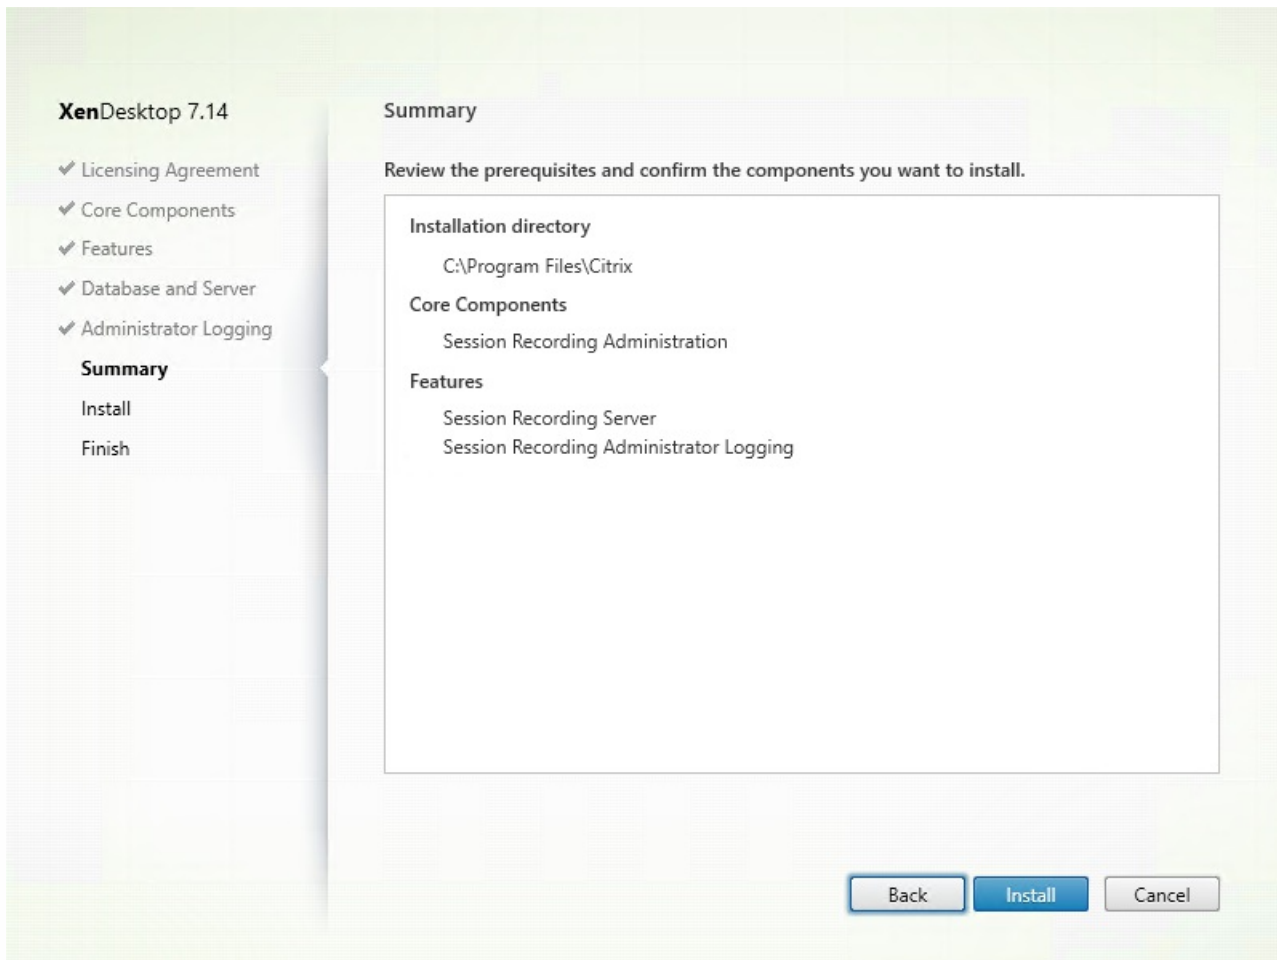 XenDesktop 7.14
Licensing Agreement
Core Components
Features
Database and Server
Administrator Logging
Summary
Install
Finish
Summary
Review the prerequisites and confirm the components you want to install.
Installation directory
C:\Program Files\Citrix
Core Components
Session Recording Administration
Features
Session Recording Server
Session Recording Administrator Logging
Back
Install
Cancel